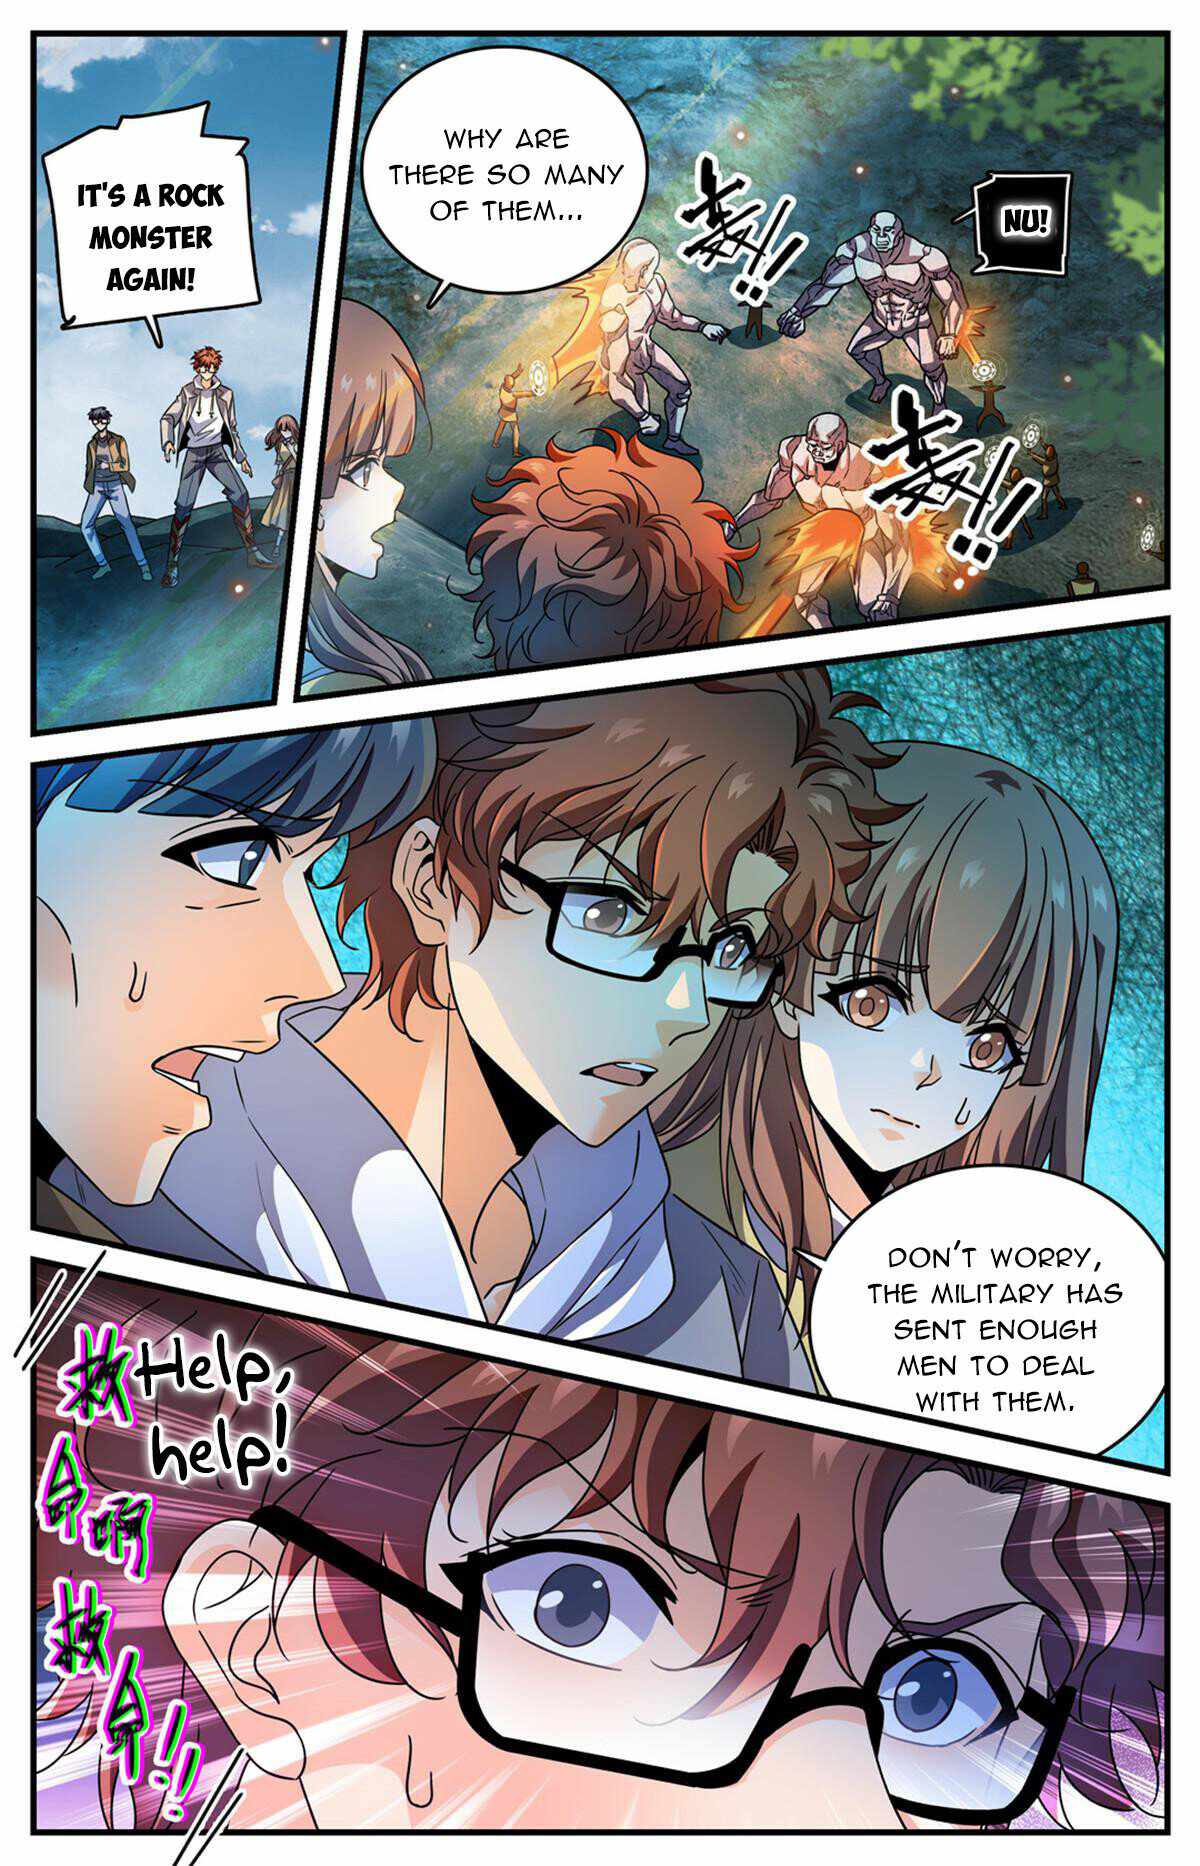 IT'S A ROCK
MONSTER
AGAIN!
WHY ARE
THERE SO MANY
OF THEM...
NU!
DON'T WORRY,
THE MILITARY HAS
SENT ENOUGH
MEN TO DEAL
WITH THEM.
Help,
help!
救命啊
救命!!